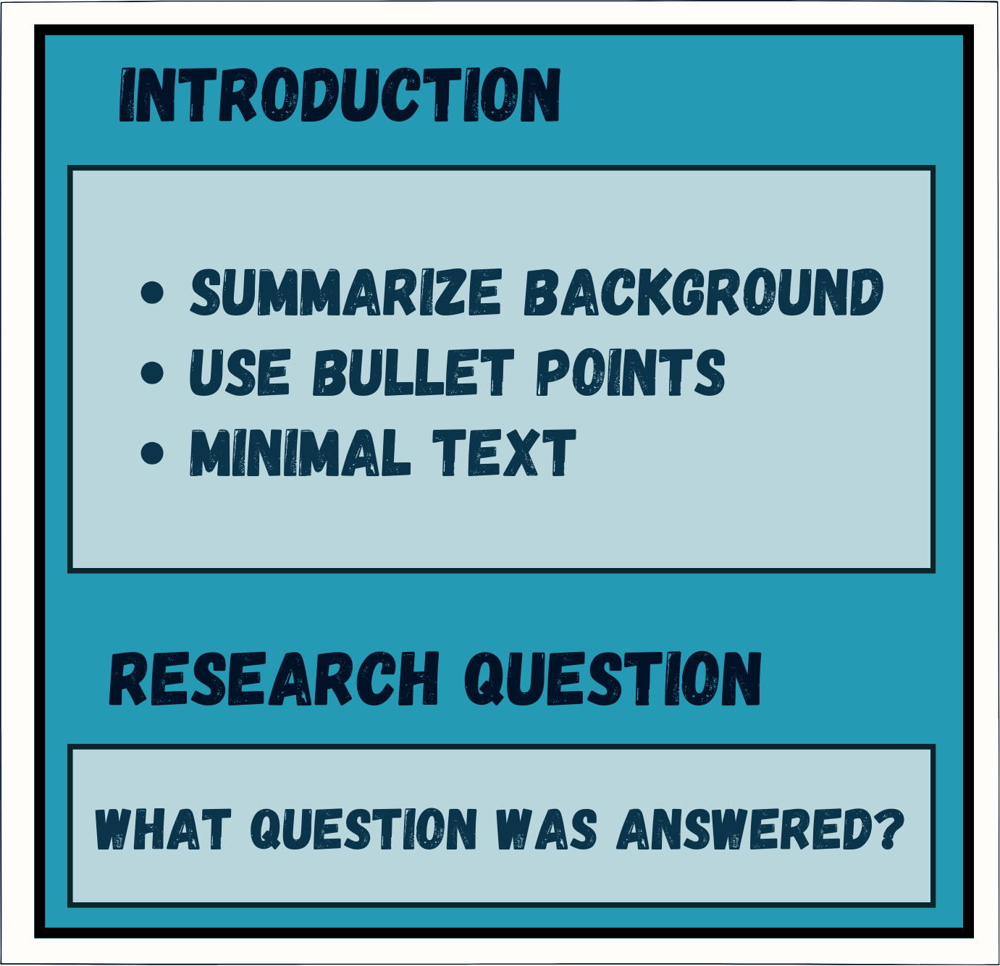 INTRODUCTION
• SUMMARIZE BACKGROUND
• USE BULLET POINTS
• MINIMAL TEXT
RESEARCH QUESTION
WHAT QUESTION WAS ANSWERED?